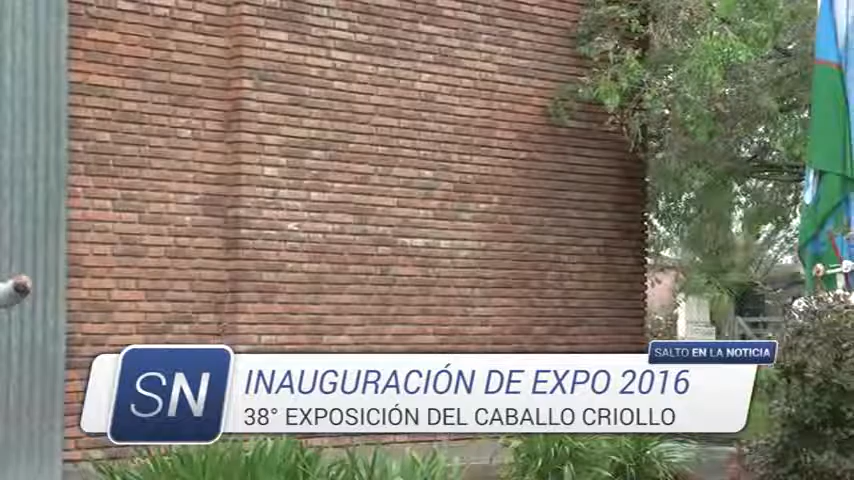 SALTO EN LA NOTICIA
SN
INAUGURACIÓN DE EXPO 2016
38° EXPOSICIÓN DEL CABALLO CRIOLLO